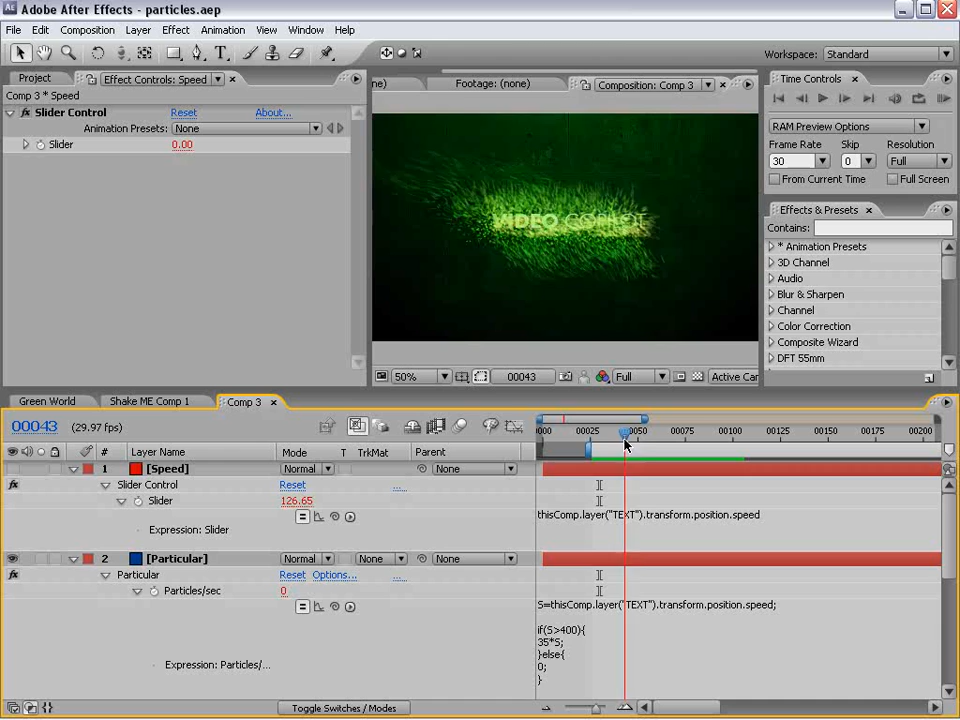 Adobe After Effects - particles.aep
File Edit Composition Layer Effect Animation View Window Help
Workspace: Standard
Project Effect Controls: Speed
ne) Footage: (none) Composition: Comp 3
Time Controls
Comp 3 * Speed
Slider Control Reset About...
Animation Presets: None
Slider 0.00
RAM Preview Options
Frame Rate Skip Resolution
30 0 Full
From Current Time Full Screen
Effects & Presets
Contains:
* Animation Presets
3D Channel
Audio
Blur & Sharpen
Channel
Color Correction
Composite Wizard
DFT 55mm
VIDEO COPILOT
50% 00043 Full Active Car
Green World Shake ME Comp 1 Comp 3
00043 (29.97 fps)
0000 00025 0050 00075 00100 00125 00150 00175 00200
# Layer Name Mode T TrkMat Parent
1 [Speed] Normal None
Slider Control Reset ...
Slider 126.65
thisComp.layer("TEXT").transform.position.speed
Expression: Slider
2 [Particular] Normal None None
Particular Reset Options... ...
Particles/sec 0
S=thisComp.layer("TEXT").transform.position.speed;
if(S>400){
35*S;
}else{
0;
}
Expression: Particles/...
Toggle Switches / Modes